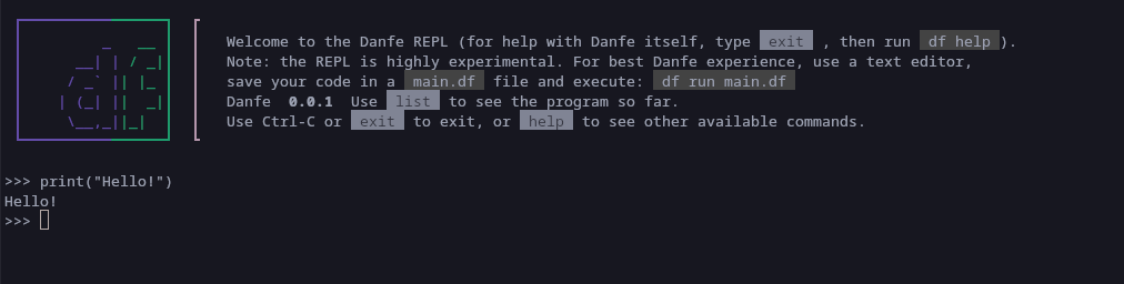 Welcome to the Danfe REPL (for help with Danfe itself, type exit , then run df help ).
Note: the REPL is highly experimental. For best Danfe experience, use a text editor,
save your code in a main.df file and execute: df run main.df
Danfe 0.0.1 Use list to see the program so far.
Use Ctrl-C or exit to exit, or help to see other available commands.
>>> print("Hello!")
Hello!
>>>